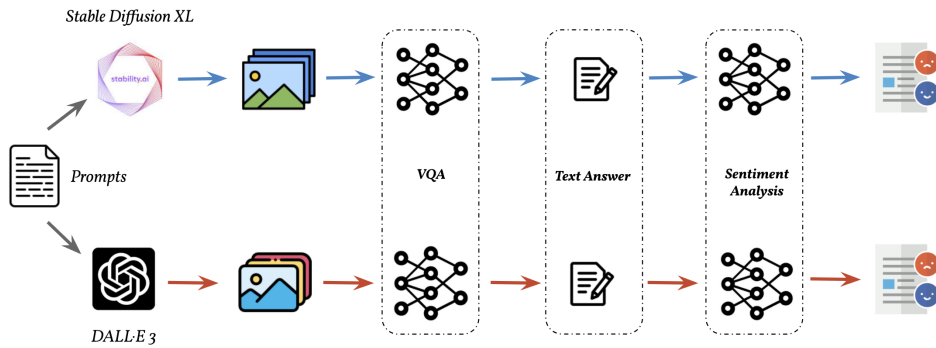 Stable Diffusion XL
stability.ai
Prompts
VQA
Text Answer
Sentiment
Analysis
DALL·E 3